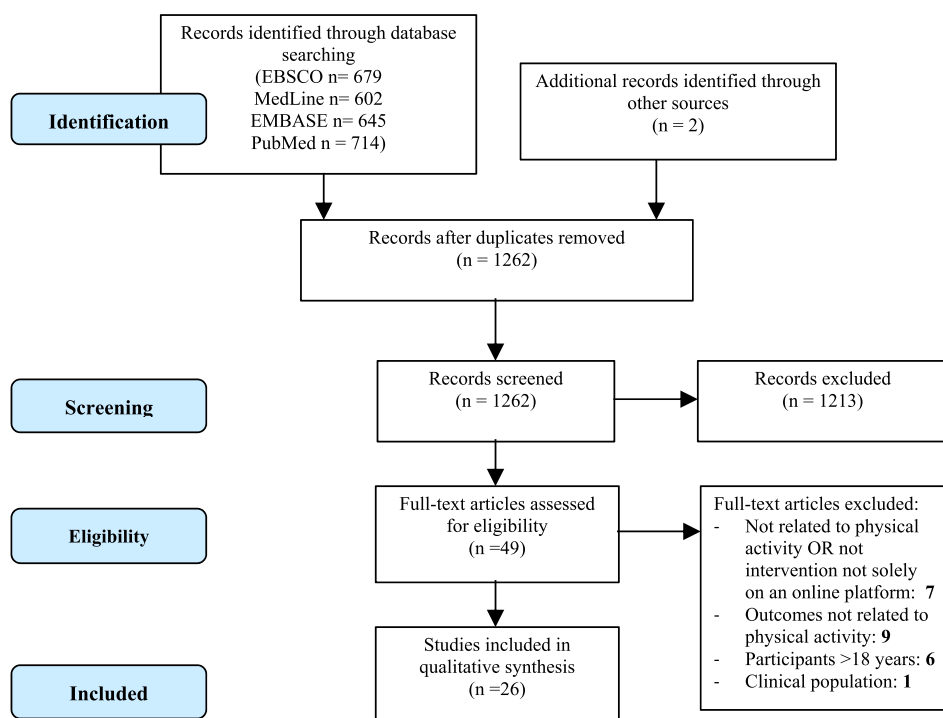 Records identified through database
searching
(EBSCO n= 679
MedLine n= 602
EMBASE n= 645
PubMed n = 714)
Additional records identified through
other sources
(n = 2)
Identification
Records after duplicates removed
(n = 1262)
Records screened
(n = 1262)
Records excluded
(n = 1213)
Screening
Full-text articles assessed
for eligibility
(n =49)
Full-text articles excluded:
- Not related to physical
activity OR not
intervention not solely
on an online platform: 7
- Outcomes not related to
physical activity: 9
- Participants >18 years: 6
- Clinical population: 1
Eligibility
Studies included in
qualitative synthesis
(n =26)
Included